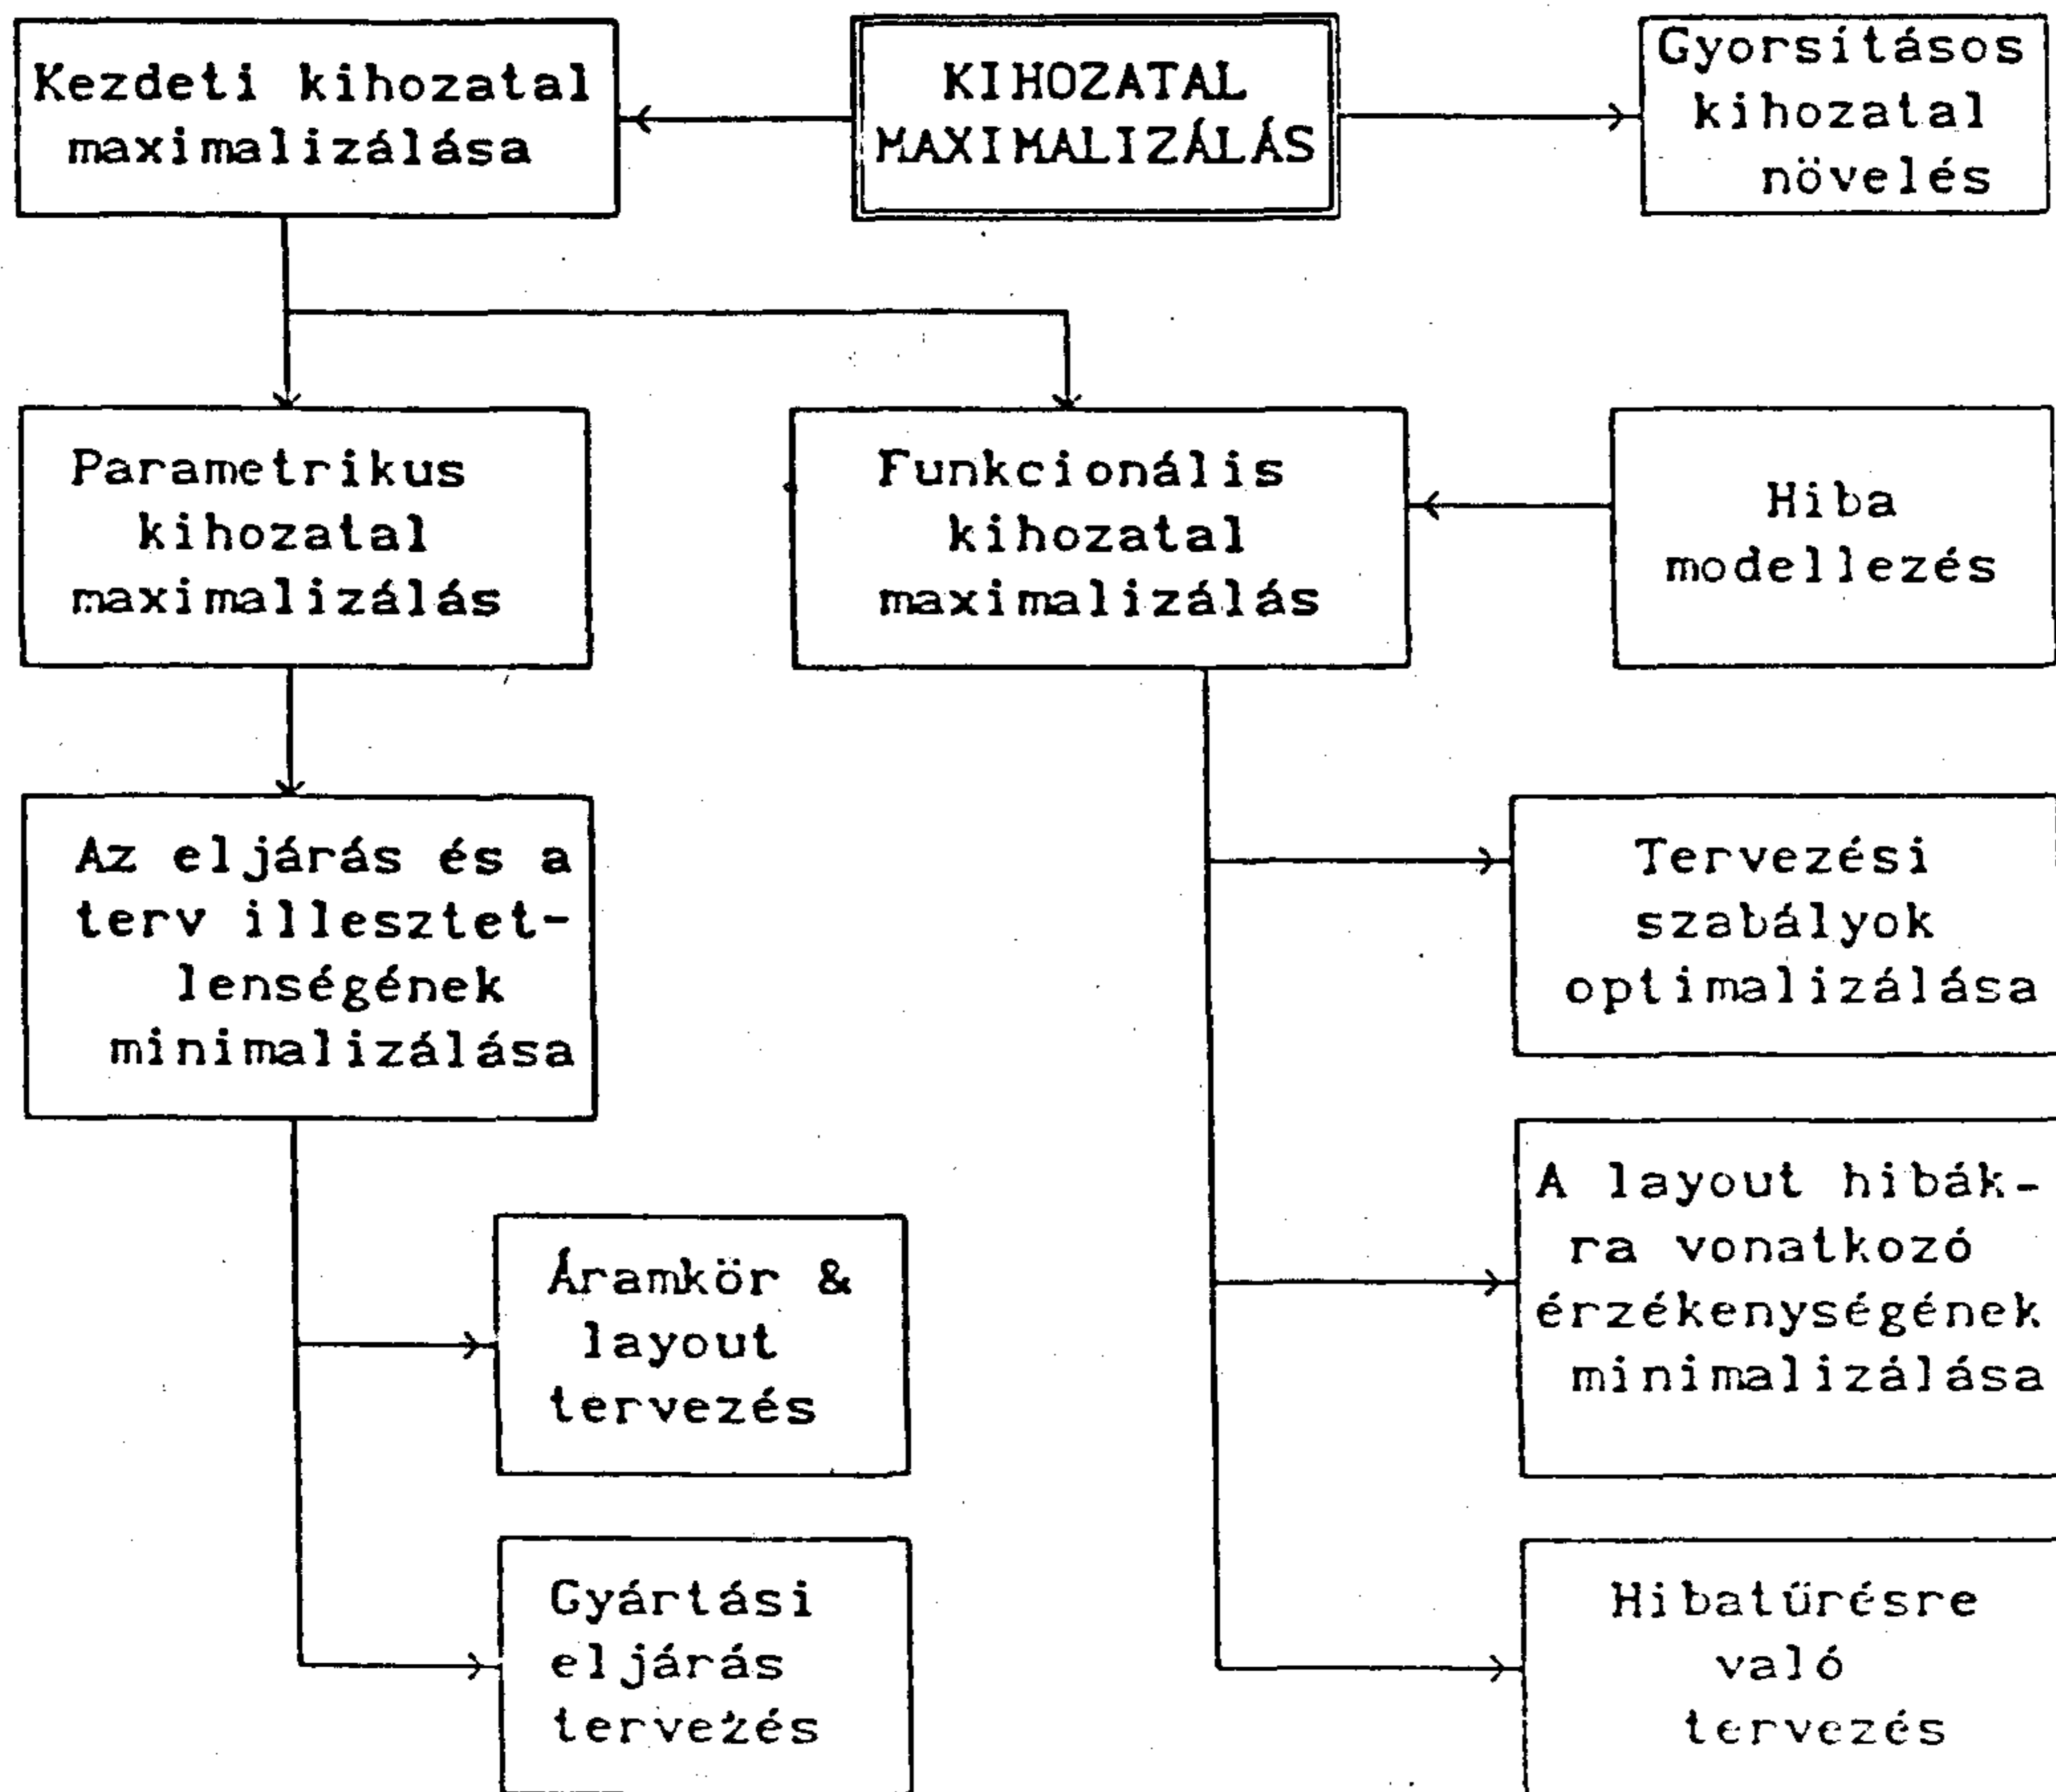 Kezdeti kihozatal
maximalizálása
KIHOZATAL
MAXIMALIZÁLÁS
Gyorsításos
kihozatal
növelés
Parametrikus
kihozatal
maximalizálás
Funkcionális
kihozatal
maximalizálás
Hiba
modellezés
Az eljárás és a
terv illesztet-
lenségének
minimalizálása
Tervezési
szabályok
optimalizálása
Áramkör &
layout
tervezés
A layout hibák-
ra vonatkozó
érzékenységének
minimalizálása
Gyártási
eljárás
tervezés
Hibatűrésre
való
tervezés